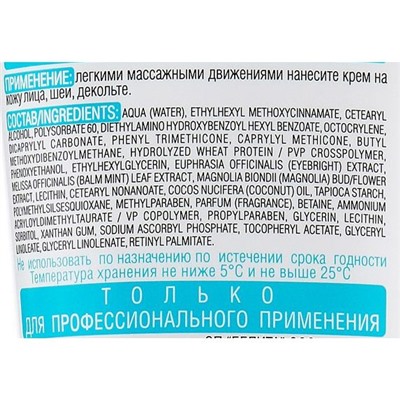 ПРИМЕНЕНИЕ: легкими массажными движениями нанесите крем на
кожу лица, шеи, декольте.
СОСТАВ/INGREDIENTS: AQUA (WATER), ETHYLHEXYL METHOXYCINNAMATE, CETEARYL
ALCOHOL, POLYSORBATE 60, DIETHYLAMINO HYDROXYBENZOYL HEXYL BENZOATE, OCTOCRYLENE,
DICAPRYLYL CARBONATE, PHENYL TRIMETHICONE, CAPRYLYL METHICONE, BUTYL
METHOXYDIBENZOYLMETHANE, HYDROLYZED WHEAT PROTEIN / PVP CROSSPOLYMER,
PHENOXYETHANOL, ETHYLHEXYLGLYCERIN, EUPHRASIA OFFICINALIS (EYEBRIGHT) EXTRACT,
MELISSA OFFICINALIS (BALM MINT) LEAF EXTRACT, MAGNOLIA BIONDII (MAGNOLIA) BUD/FLOWER
EXTRACT, LECITHIN, CETEARYL NONANOATE, COCOS NUCIFERA (COCONUT) OIL, TAPIOCA STARCH,
POLYMETHYLSILSESQUIOXANE, METHYLPARABEN, PARFUM (FRAGRANCE), BETAINE, AMMONIUM
ACRYLOYLDIMETHYLTAURATE / VP COPOLYMER, PROPYLPARABEN, GLYCERIN, LECITHIN,
SORBITOL, XANTHAN GUM, SODIUM ASCORBYL PHOSPHATE, TOCOPHERYL ACETATE, GLYCERYL
LINOLEATE, GLYCERYL LINOLENATE, RETINYL PALMITATE.
Не использовать по назначению по истечении срока годности
Температура хранения не ниже 5°С и не выше 25°С
ТОЛЬКО
ДЛЯ ПРОФЕССИОНАЛЬНОГО ПРИМЕНЕНИЯ